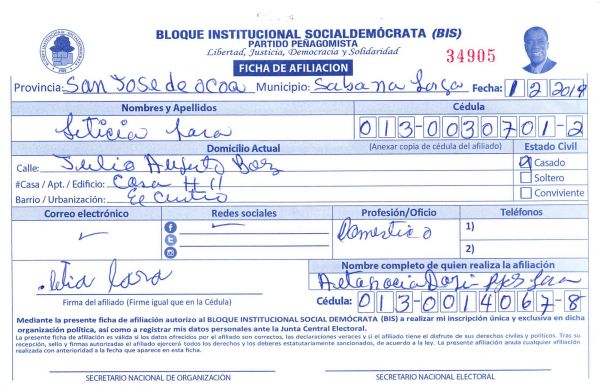 BLOQUE INSTITUCIONAL SOCIALDEMÓCRATA (BIS)
PARTIDO PEÑAGOMISTA
Libertad, Justicia, Democracia y Solidaridad
34905
FICHA DE AFILIACION
Provincia: San Jose de ocoa Municipio: Sabana Larga Fecha: 1 2 2019
Nombres y Apellidos Cédula
Leticia Lara 013-0030701-2
Domicilio Actual (Anexar copia de cédula del afiliado) Estado Civil
Calle: Julio Alberto Baez Casado
#Casa / Apt. / Edificio: Casa # 11 Soltero
Barrio / Urbanización: El Centro Conviviente
Correo electrónico Redes sociales Profesión/Oficio Teléfonos
Domestico 1)
2)
Letia Lara
Nombre completo de quien realiza la afiliación
Firma del afiliado (Firme igual que en la Cédula)
Cédula: 013-0014067-8
Mediante la presente ficha de afiliación autorizo al BLOQUE INSTITUCIONAL SOCIAL DEMÓCRATA (BIS) a realizar mi inscripción única y exclusiva en dicha
organización política, así como a registrar mis datos personales ante la Junta Central Electoral.
La presente ficha de afiliación es válida si los datos ofrecidos por el afiliado son correctos, las declaraciones veraces y si el afiliado tiene el disfrute de sus derechos civiles y políticos. Tras su
recepción, sello y firmas autorizadas el afiliado ejercerá todos los derechos y los deberes estatutariamente sancionados, de acuerdo a la ley. La presente afiliación anula cualquier afiliación
realizada con anterioridad a la fecha que aparece en esta ficha.
SECRETARIO NACIONAL DE ORGANIZACIÓN SECRETARIO NACIONAL ELECTORAL